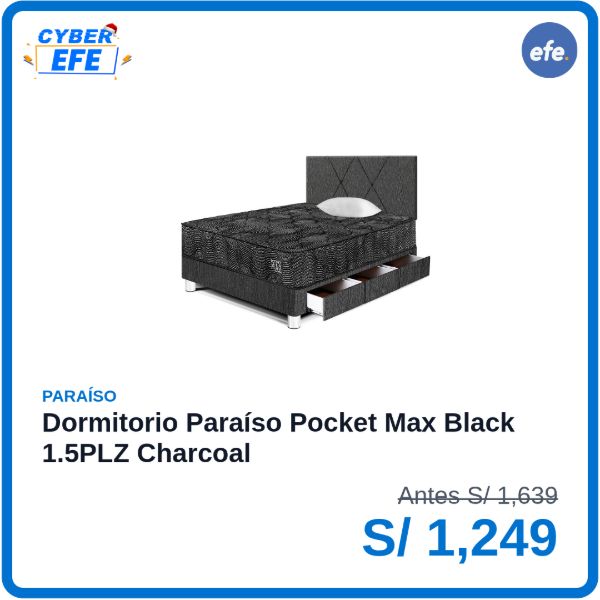 CYBER
EFE
efe.
PARAÍSO
Dormitorio Paraíso Pocket Max Black
1.5PLZ Charcoal
Antes S/ 1,639
S/ 1,249